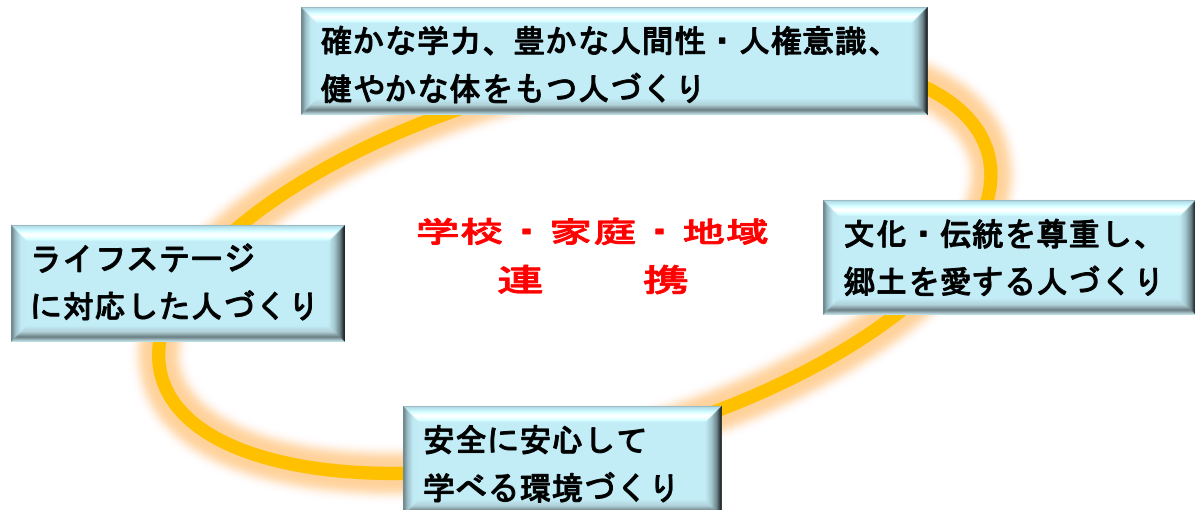 確かな学力、豊かな人間性・人権意識、
健やかな体をもつ人づくり
学校・家庭・地域
連　　携
文化・伝統を尊重し、
郷土を愛する人づくり
ライフステージ
に対応した人づくり
安全に安心して
学べる環境づくり